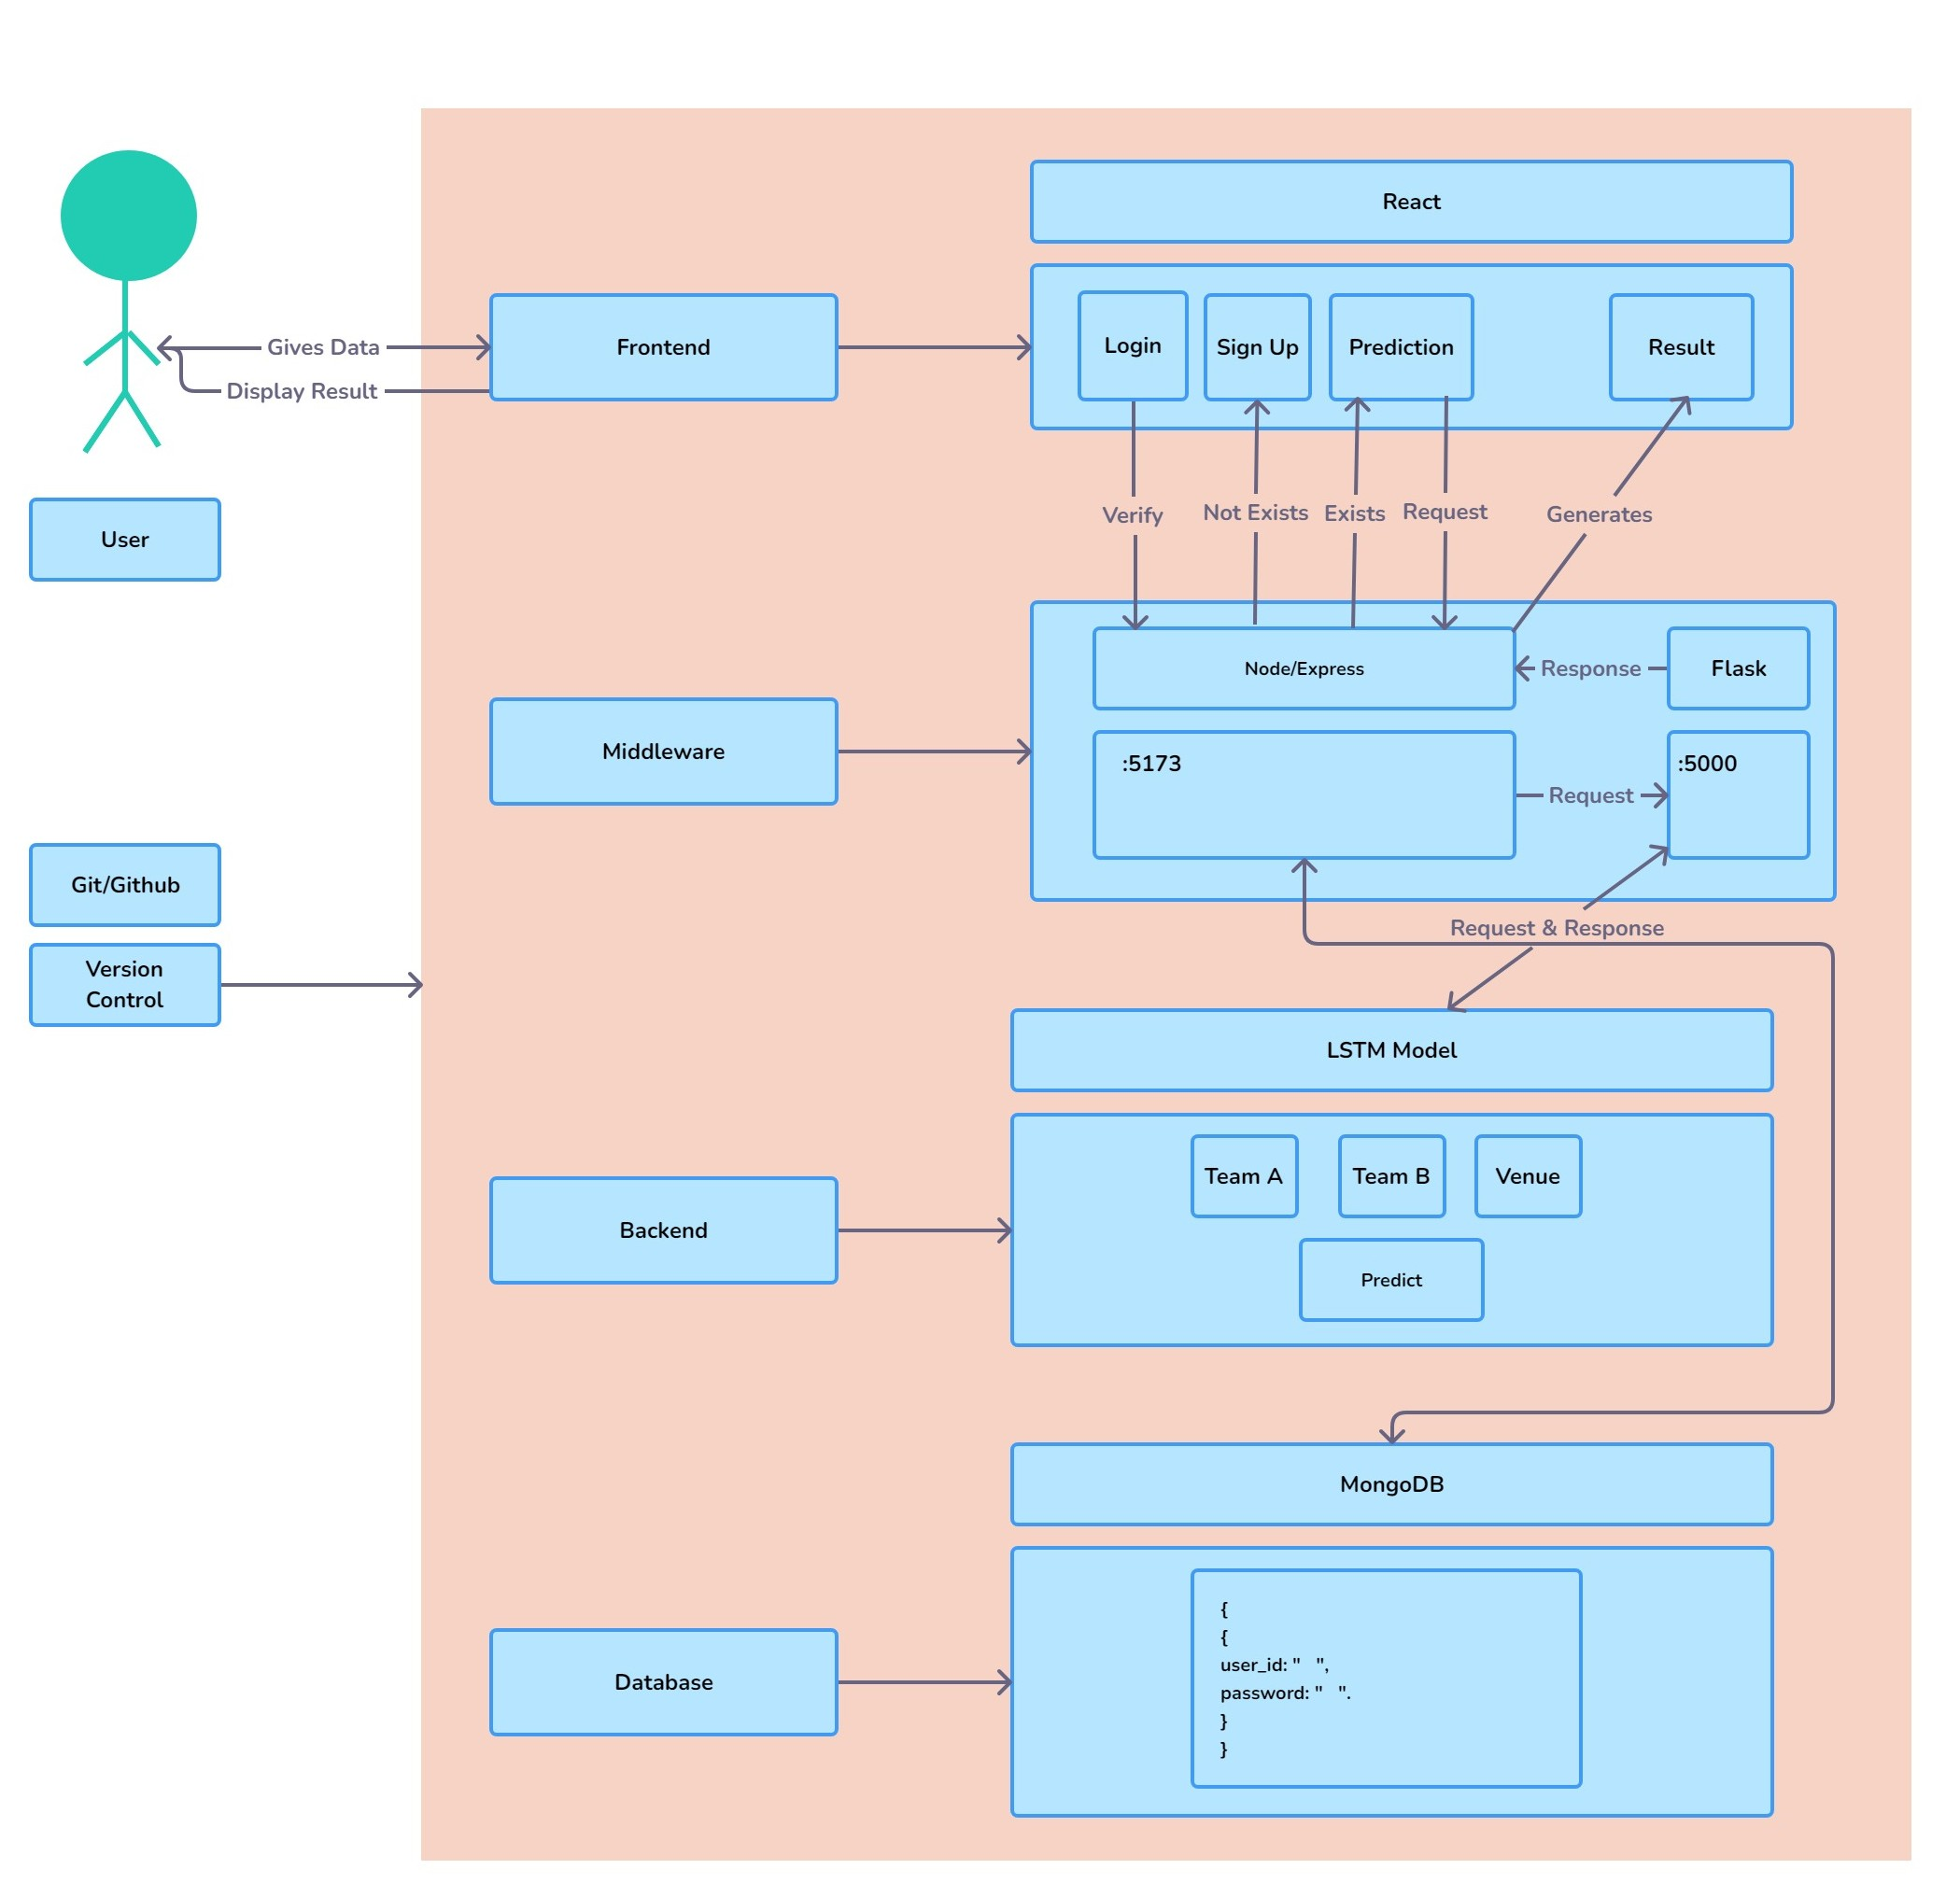 React
Login
Sign Up
Prediction
Result
Gives Data
Frontend
Display Result
User
Verify
Not Exists
Exists
Request
Generates
Node/Express
Response
Flask
Middleware
:5173
:5000
Request
Git/Github
Version
Control
Request & Response
LSTM Model
Team A
Team B
Venue
Backend
Predict
MongoDB
Database
{
{
user_id: "   ",
password: "   ".
}
}